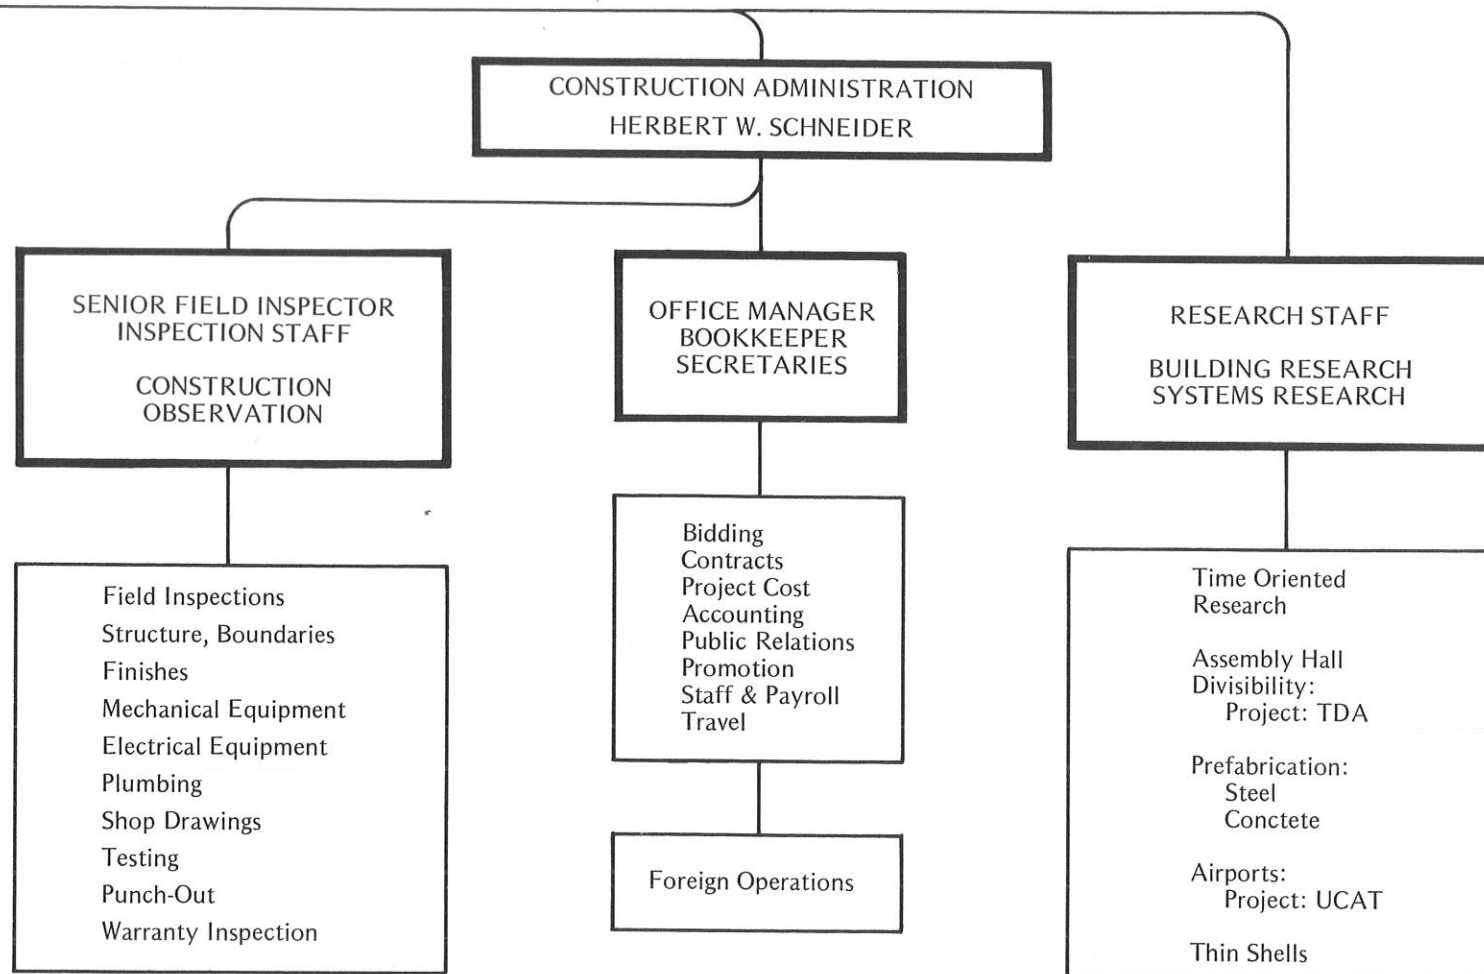 CONSTRUCTION ADMINISTRATION
HERBERT W. SCHNEIDER
SENIOR FIELD INSPECTOR
INSPECTION STAFF
CONSTRUCTION
OBSERVATION
Field Inspections
Structure, Boundaries
Finishes
Mechanical Equipment
Electrical Equipment
Plumbing
Shop Drawings
Testing
Punch-Out
Warranty Inspection
OFFICE MANAGER
BOOKKEEPER
SECRETARIES
Bidding
Contracts
Project Cost
Accounting
Public Relations
Promotion
Staff & Payroll
Travel
Foreign Operations
RESEARCH STAFF
BUILDING RESEARCH
SYSTEMS RESEARCH
Time Oriented
Research
Assembly Hall
Divisibility:
Project: TDA
Prefabrication:
Steel
Conctete
Airports:
Project: UCAT
Thin Shells